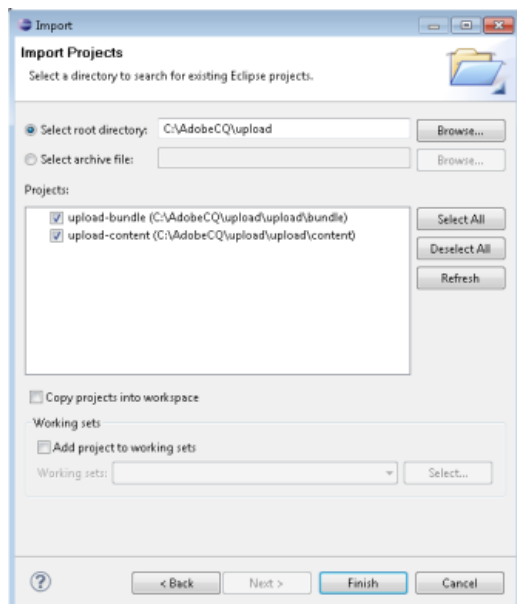 Import
Import Projects
Select a directory to search for existing Eclipse projects.
Select root directory: C:\AdobeCQ\upload Browse...
Select archive file: Browse...
Projects:
upload-bundle (C:\AdobeCQ\upload\upload\bundle)
upload-content (C:\AdobeCQ\upload\upload\content)
Select All
Deselect All
Refresh
Copy projects into workspace
Working sets
Add project to working sets
Working sets: Select...
? < Back Next > Finish Cancel